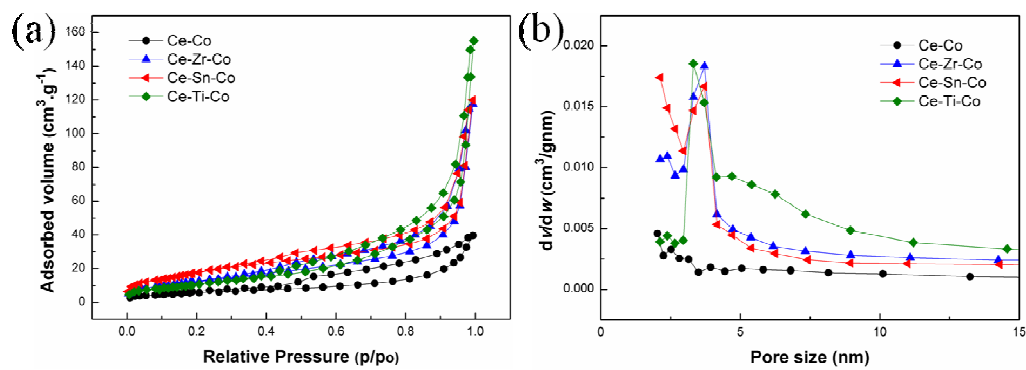 (a)
160
140
120
100
80
60
40
20
0
Adsorbed volume (cm³.g⁻¹)
Ce-Co
Ce-Zr-Co
Ce-Sn-Co
Ce-Ti-Co
0.0 0.2 0.4 0.6 0.8 1.0
Relative Pressure (p/po)
(b)
0.020
0.015
0.010
0.005
0.000
dv/dw (cm³/gnm)
Ce-Co
Ce-Zr-Co
Ce-Sn-Co
Ce-Ti-Co
0 5 10 15
Pore size (nm)